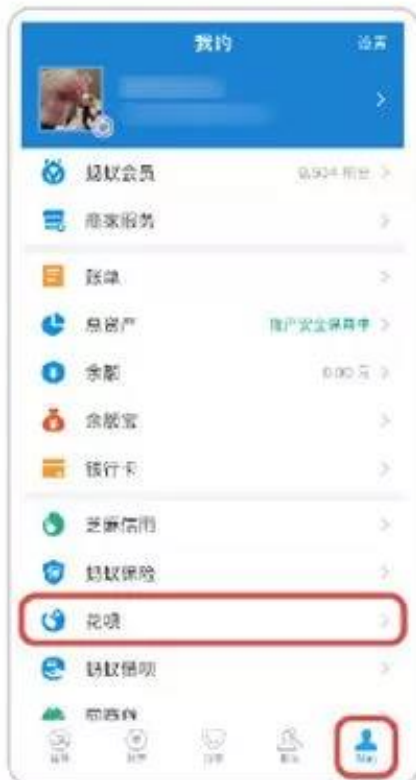 我的 设置
蚂蚁会员
商家服务
账单
总资产 账户安全保障中
余额 0.00 元
余额宝
银行卡
芝麻信用
蚂蚁保险
花呗
蚂蚁借呗